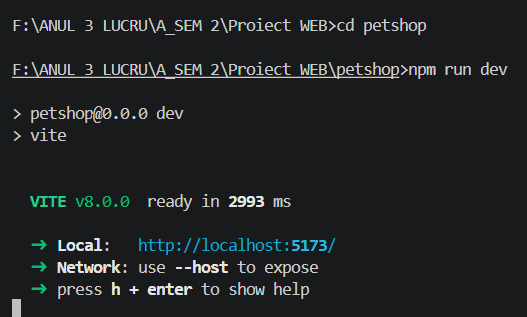 F:\ANUL 3 LUCRU\A_SEM 2\Proiect WEB>cd petshop
F:\ANUL 3 LUCRU\A_SEM 2\Proiect WEB\petshop>npm run dev
> petshop@0.0.0 dev
> vite
VITE v8.0.0  ready in 2993 ms
➜ Local:   http://localhost:5173/
➜ Network: use --host to expose
➜ press h + enter to show help